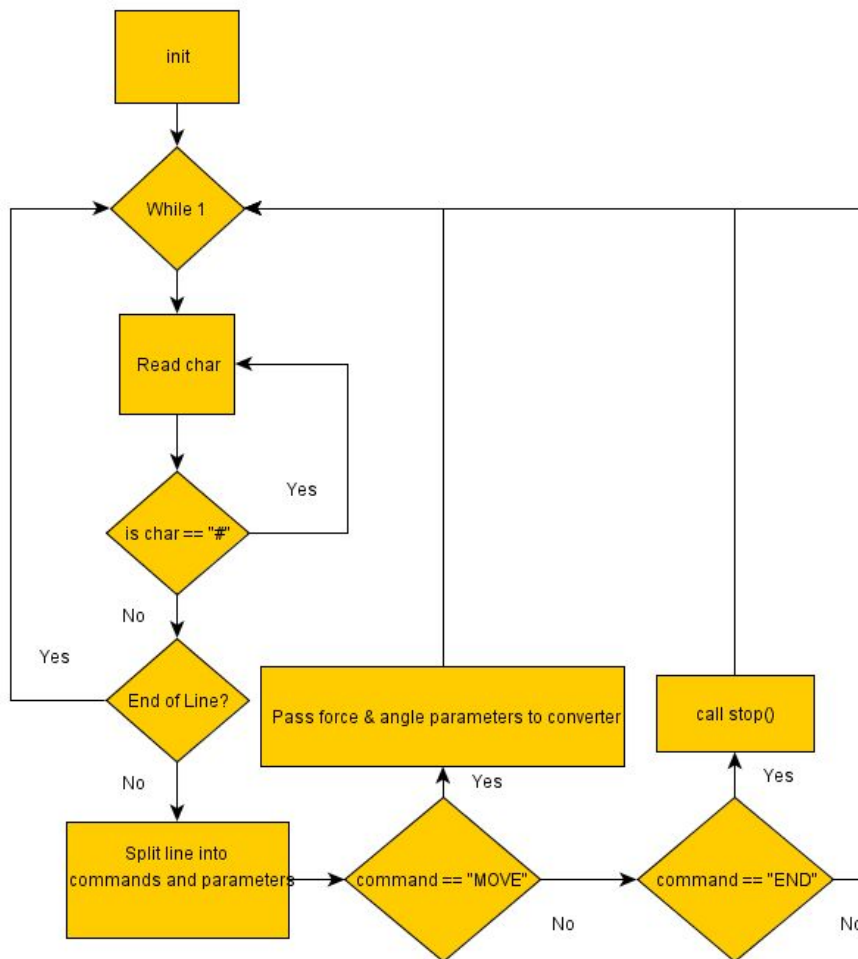 init
While 1
Read char
Yes
is char == "#"
No
Yes
End of Line?
Pass force & angle parameters to converter
call stop()
No
Yes
Yes
Split line into
commands and parameters
command == "MOVE"
command == "END"
No
No